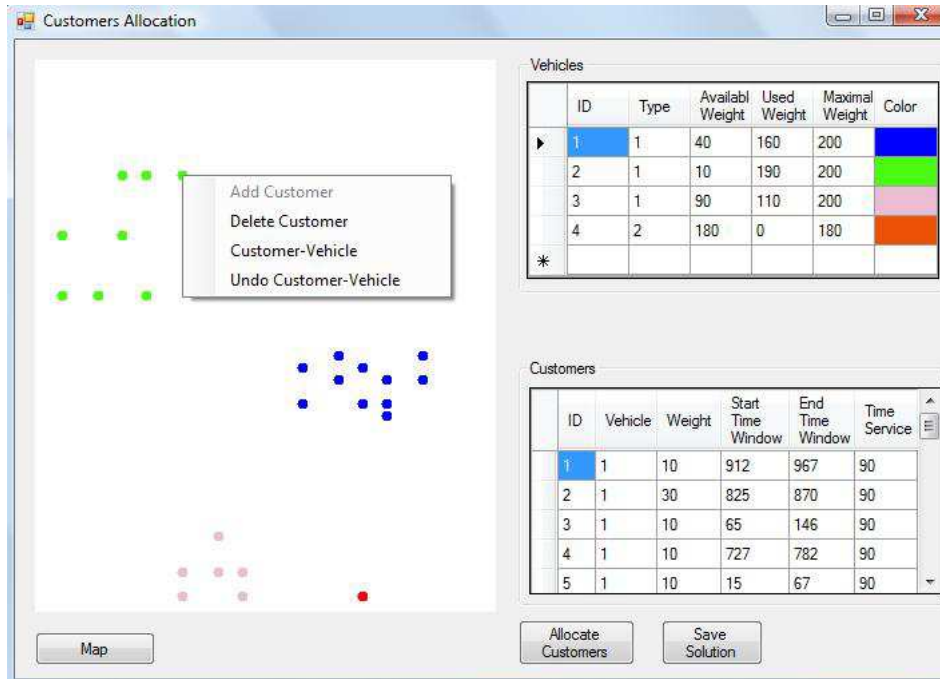 Customers Allocation
Add Customer
Delete Customer
Customer-Vehicle
Undo Customer-Vehicle
Map
Vehicles
ID Type Availabl Weight Used Weight Maximal Weight Color
1 1 40 160 200
2 1 10 190 200
3 1 90 110 200
4 2 180 0 180
Customers
ID Vehicle Weight Start Time Window End Time Window Time Service
1 1 10 912 967 90
2 1 30 825 870 90
3 1 10 65 146 90
4 1 10 727 782 90
5 1 10 15 67 90
Allocate Customers
Save Solution